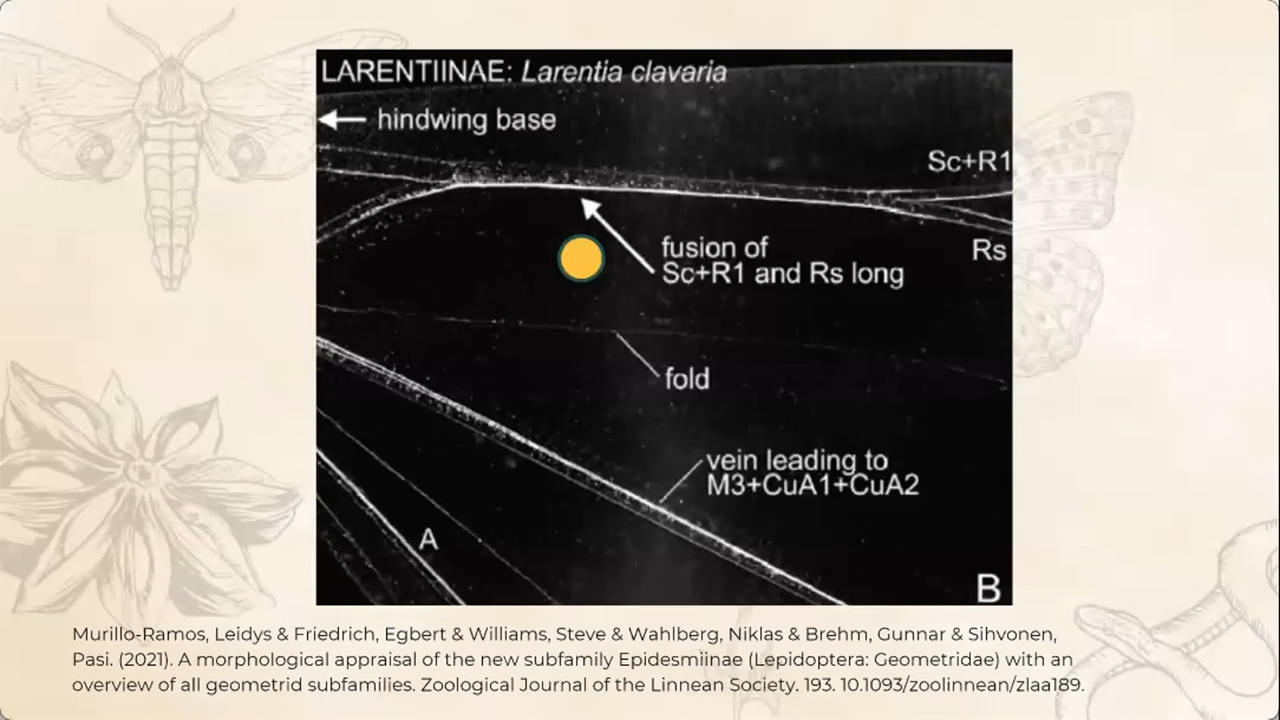 LARENTIINAE: Larentia clavaria
hindwing base
Sc+R1
fusion of
Sc+R1 and Rs long
Rs
fold
vein leading to
M3+CuA1+CuA2
A
B
Murillo-Ramos, Leidys & Friedrich, Egbert & Williams, Steve & Wahlberg, Niklas & Brehm, Gunnar & Sihvonen,
Pasi. (2021). A morphological appraisal of the new subfamily Epidesmiinae (Lepidoptera: Geometridae) with an
overview of all geometrid subfamilies. Zoological Journal of the Linnean Society. 193. 10.1093/zoolinnean/zlaa189.